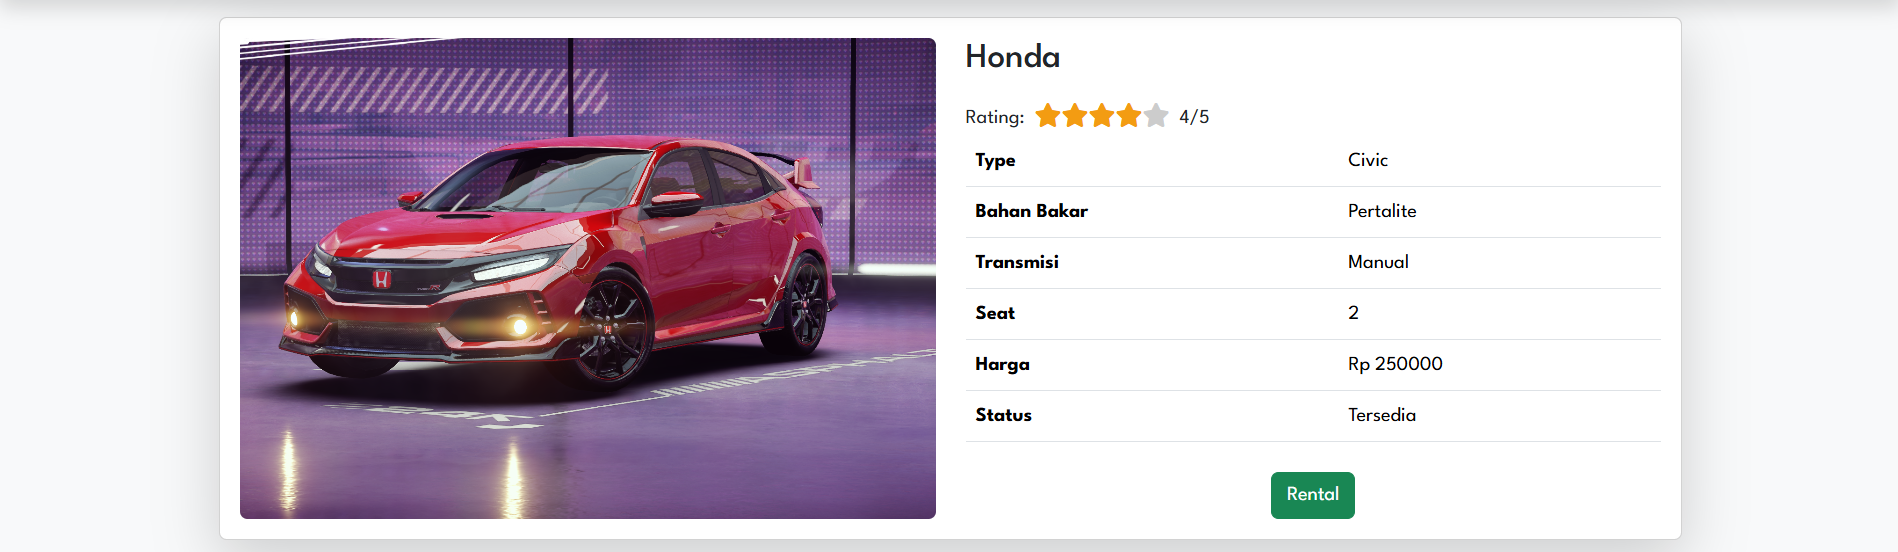 Honda
Rating: 4/5
Type Civic
Bahan Bakar Pertalite
Transmisi Manual
Seat 2
Harga Rp 250000
Status Tersedia
Rental